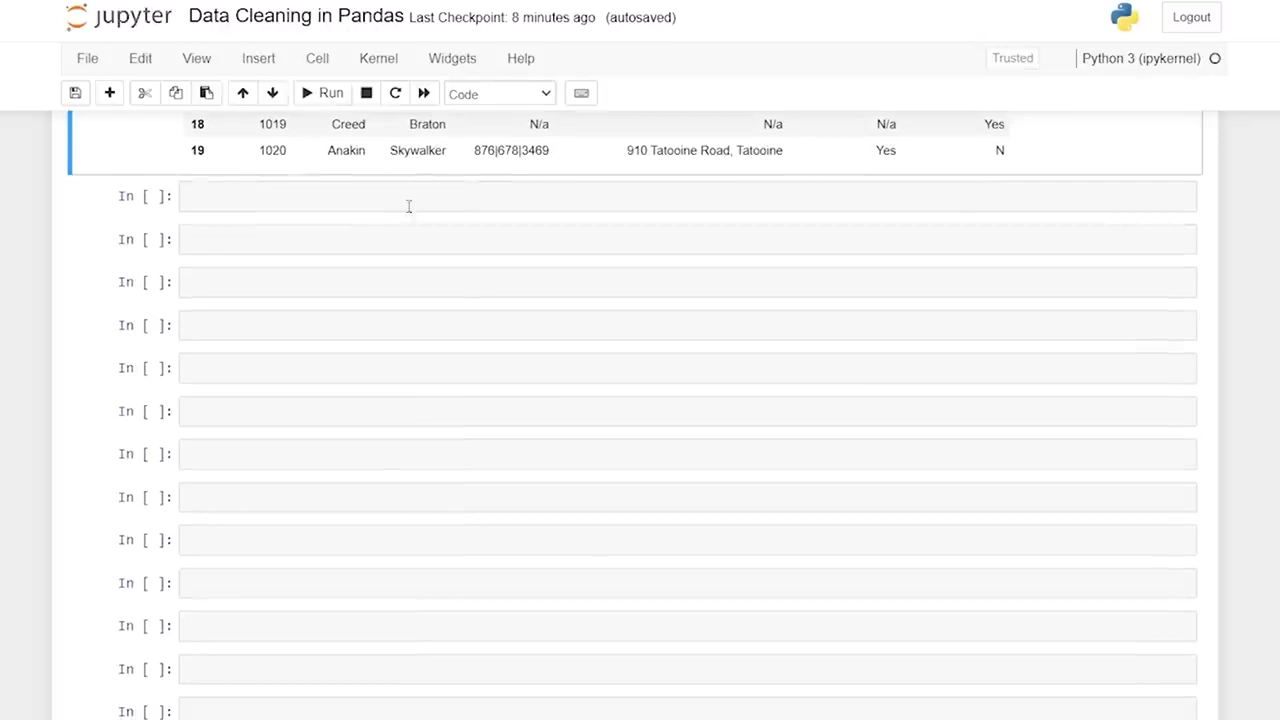 jupyter Data Cleaning in Pandas Last Checkpoint: 8 minutes ago (autosaved) Logout
File Edit View Insert Cell Kernel Widgets Help Trusted Python 3 (ipykernel)
Run Code
18 1019 Creed Braton N/a N/a N/a Yes
19 1020 Anakin Skywalker 876|678|3469 910 Tatooine Road, Tatooine Yes N
In [ ]:
In [ ]:
In [ ]:
In [ ]:
In [ ]:
In [ ]:
In [ ]:
In [ ]:
In [ ]:
In [ ]:
In [ ]:
In [ ]:
In [ ]: